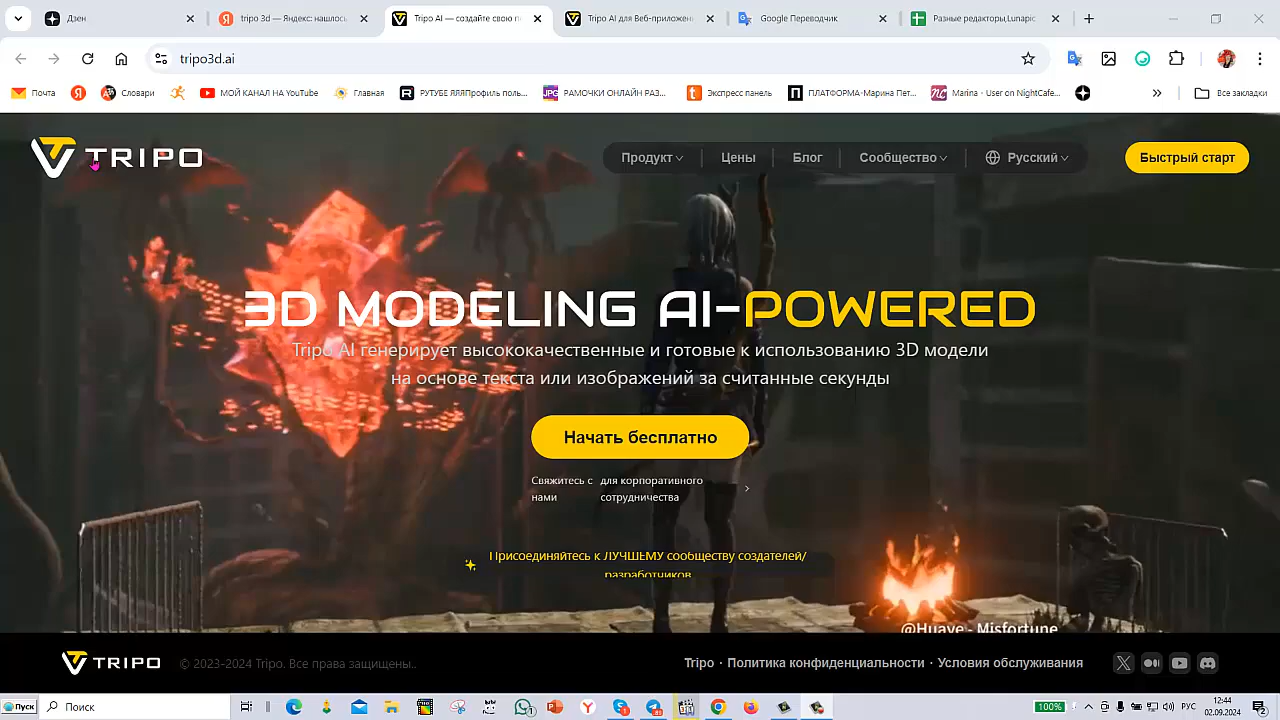 Дзен
tripo 3d — Яндекс нашлос
Tripo AI — создайте свою п
Tripo AI для Веб-приложен
Google Переводчик
Разные редакторы,Lunapic
tripo3d.ai
Почта
Словари
МОЙ КАНАЛ НА YouTube
Главная
РУТУБЕ ЛЯЛПрофиль поль...
РАМОЧКИ ОНЛАЙН РАЗ...
Экспресс панель
ПЛАТФОРМА-Марина Пет...
Marina - User on NightCafe...
Все закладки
TRIPO
Продукт
Цены
Блог
Сообщество
Русский
Быстрый старт
3D MODELING AI-POWERED
Tripo AI генерирует высококачественные и готовые к использованию 3D модели
на основе текста или изображений за считанные секунды
Начать бесплатно
Свяжитесь с нами
для корпоративного сотрудничества
Присоединяйтесь к ЛУЧШЕМУ сообществу создателей/
разработчиков
@Huaye - Misfortune
TRIPO
© 2023-2024 Tripo. Все права защищены..
Tripo · Политика конфиденциальности · Условия обслуживания
Пуск
Поиск
100%
РУС
12:44
02.09.2024